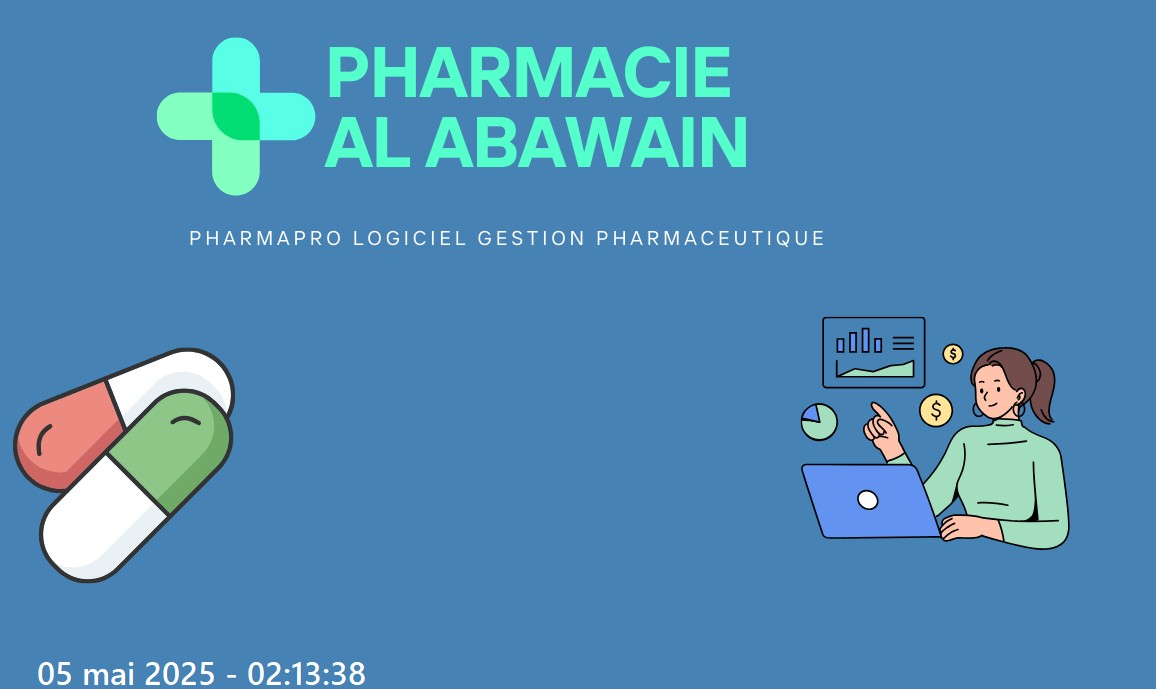 PHARMACIE
AL ABAWAIN
PHARMAPRO LOGICIEL GESTION PHARMACEUTIQUE
$
$
05 mai 2025 - 02:13:38